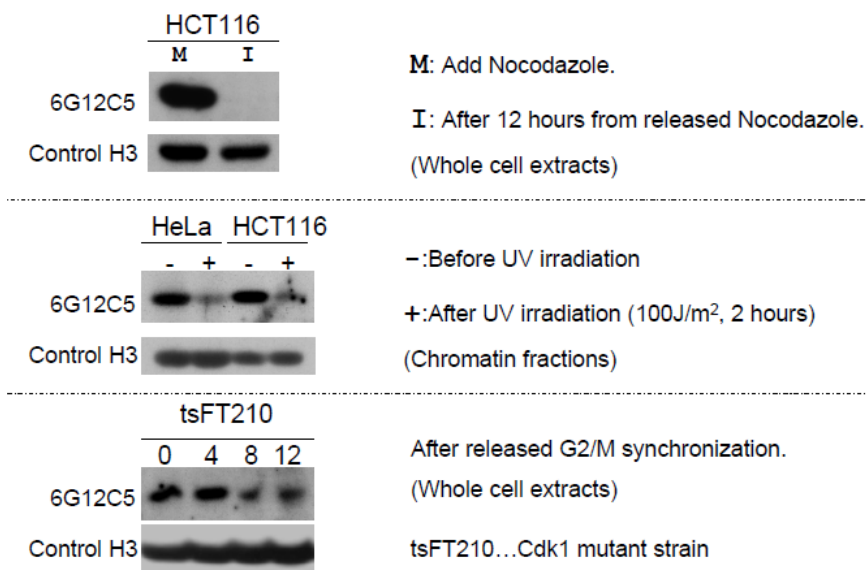 HCT116
M I
6G12C5
Control H3
M: Add Nocodazole.
I: After 12 hours from released Nocodazole.
(Whole cell extracts)
HeLa HCT116
- + - +
6G12C5
Control H3
-:Before UV irradiation
+:After UV irradiation (100J/m², 2 hours)
(Chromatin fractions)
tsFT210
0 4 8 12
6G12C5
Control H3
After released G2/M synchronization.
(Whole cell extracts)
tsFT210...Cdk1 mutant strain